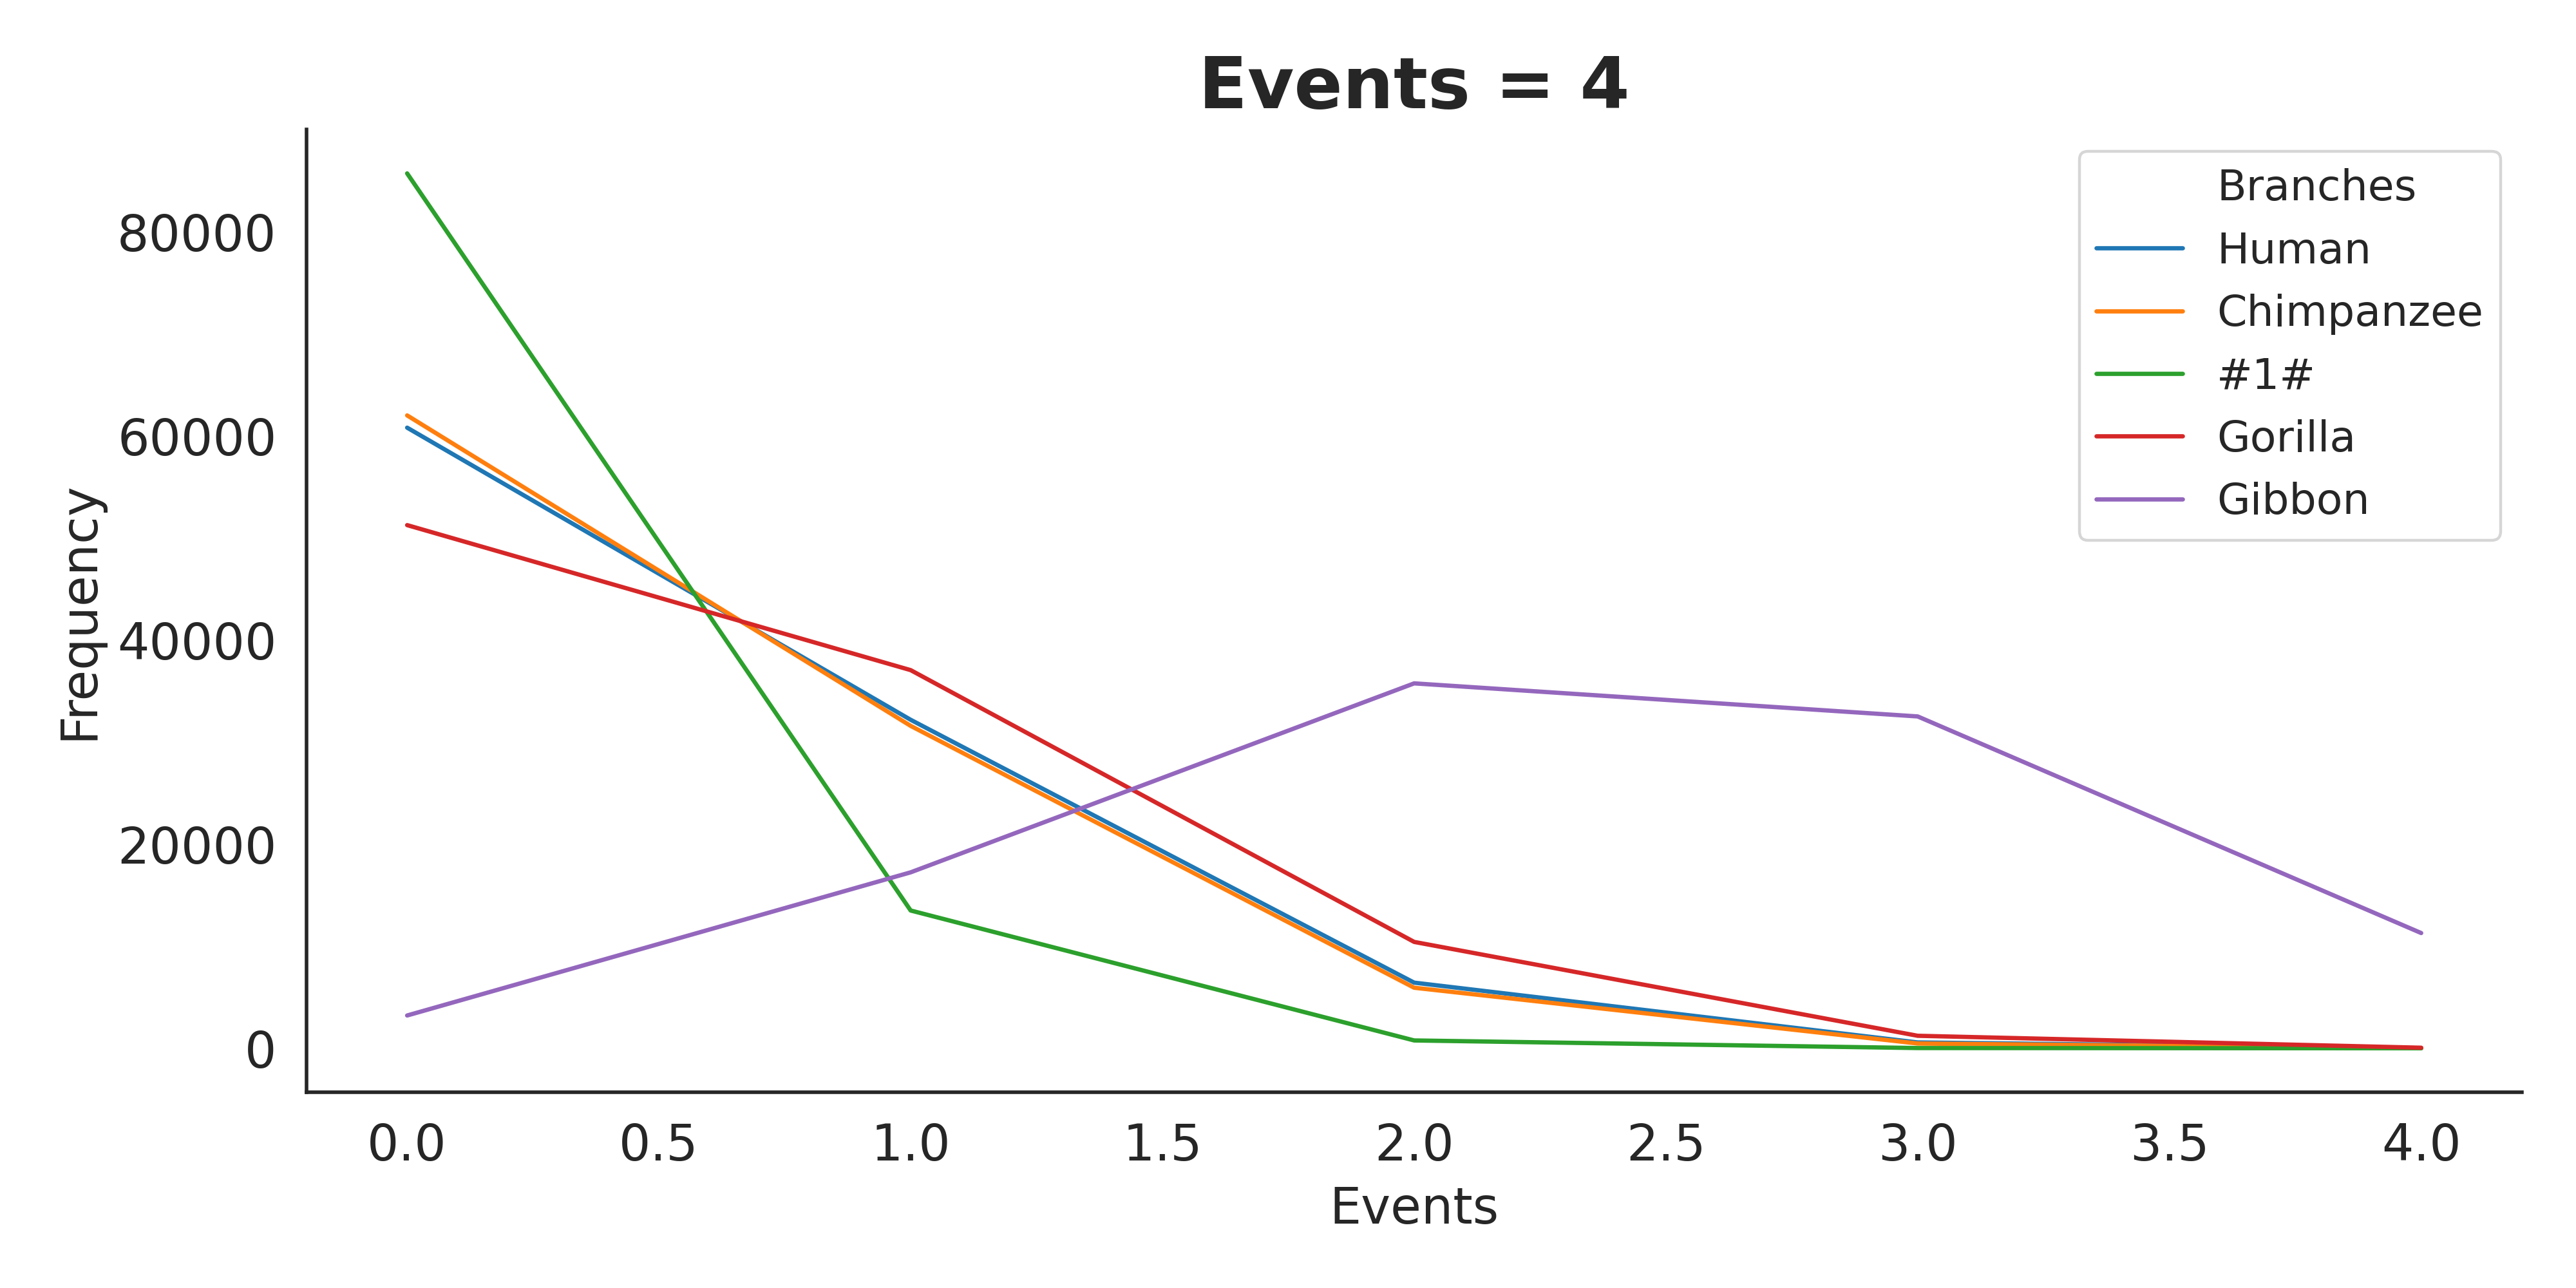 Events = 4
Branches
Human
Chimpanzee
#1#
Gorilla
Gibbon
Frequency
80000
60000
40000
20000
0
0.0 0.5 1.0 1.5 2.0 2.5 3.0 3.5 4.0
Events